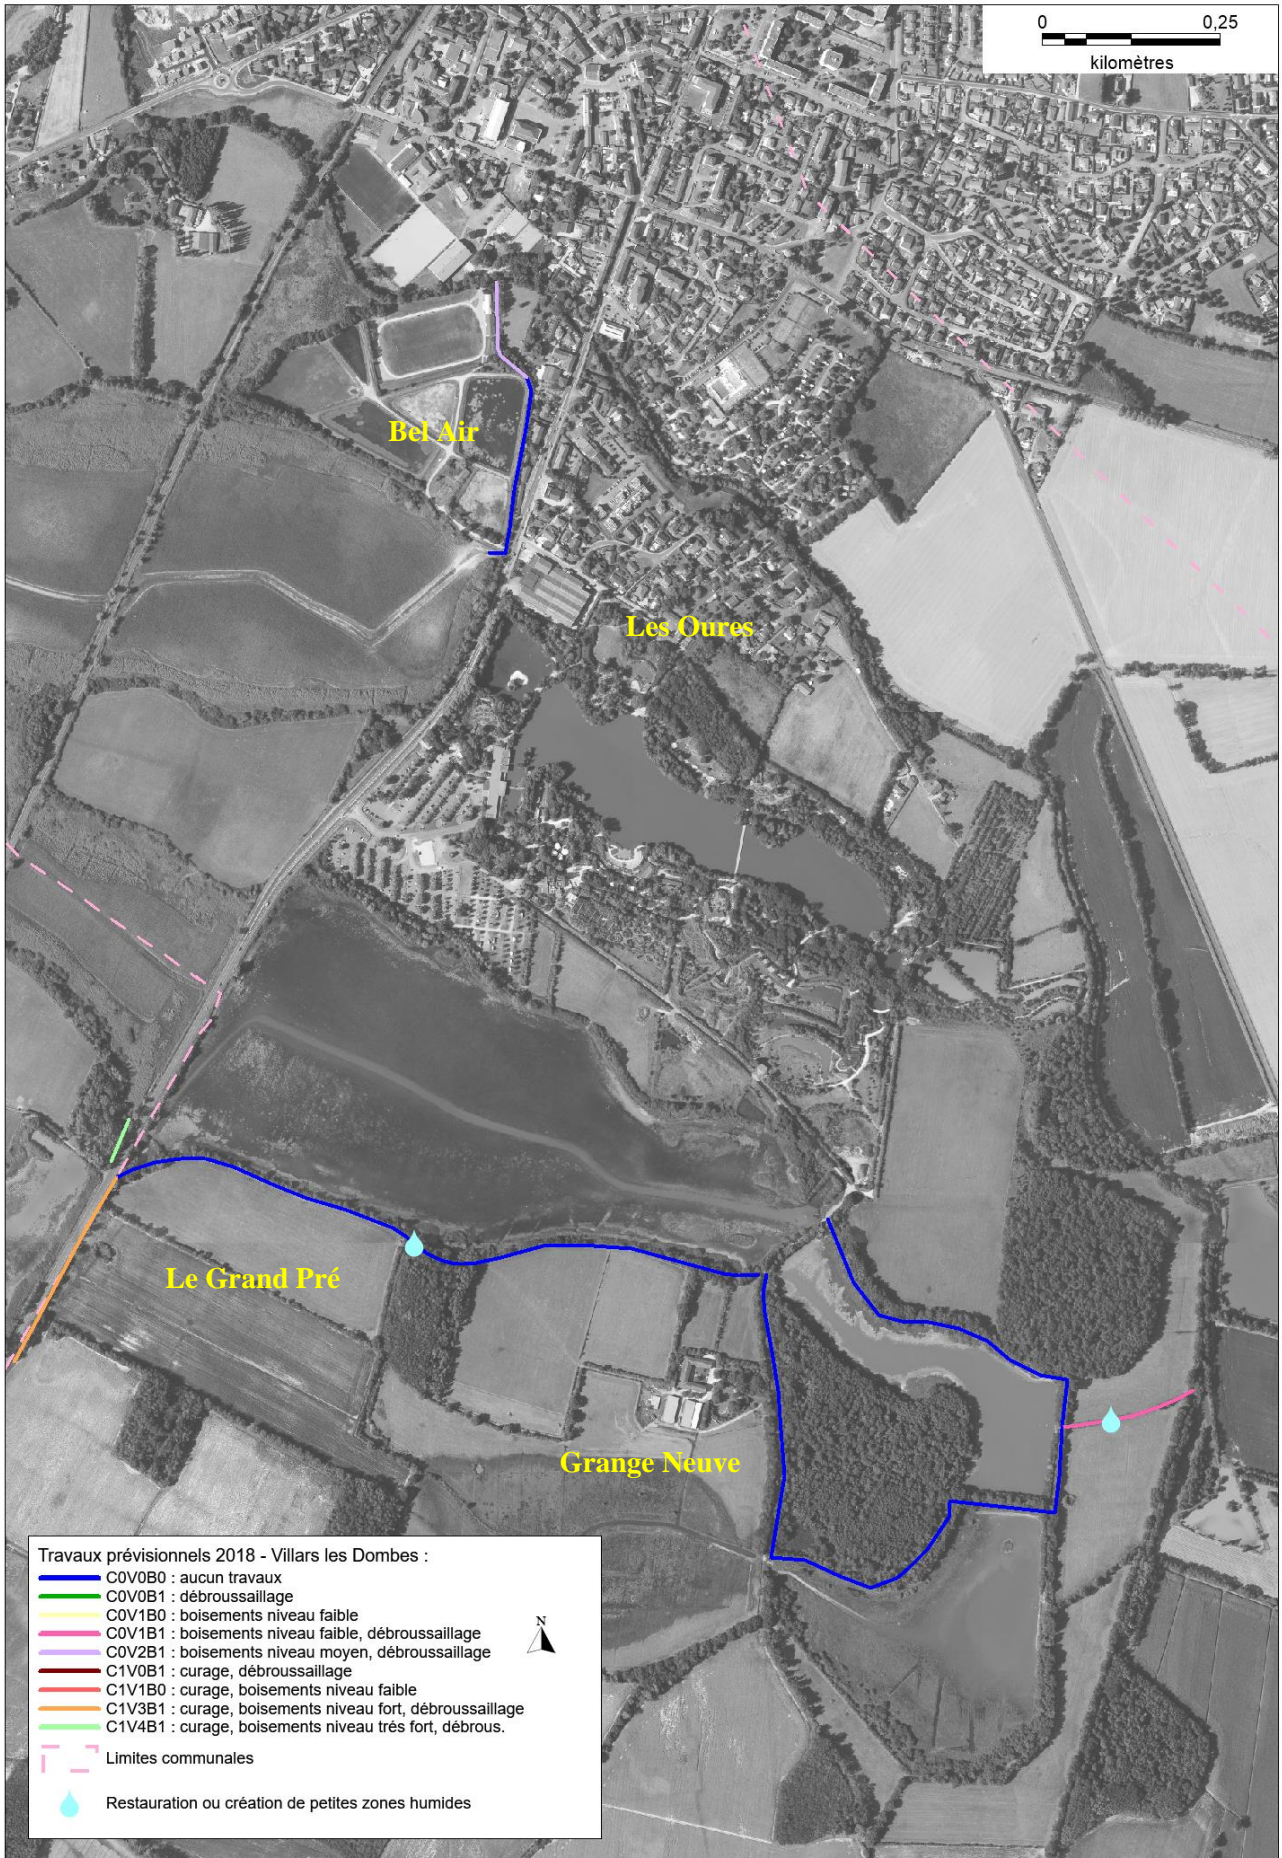 0 0,25
kilomètres
Bel Air
Les Oures
Le Grand Pré
Grange Neuve
Travaux prévisionnels 2018 - Villars les Dombes :
C0V0B0 : aucun travaux
C0V0B1 : débroussaillage
C0V1B0 : boisements niveau faible
C0V1B1 : boisements niveau faible, débroussaillage
C0V2B1 : boisements niveau moyen, débroussaillage
C1V0B1 : curage, débroussaillage
C1V1B0 : curage, boisements niveau faible
C1V3B1 : curage, boisements niveau fort, débroussaillage
C1V4B1 : curage, boisements niveau trés fort, débrous.
N
Limites communales
Restauration ou création de petites zones humides